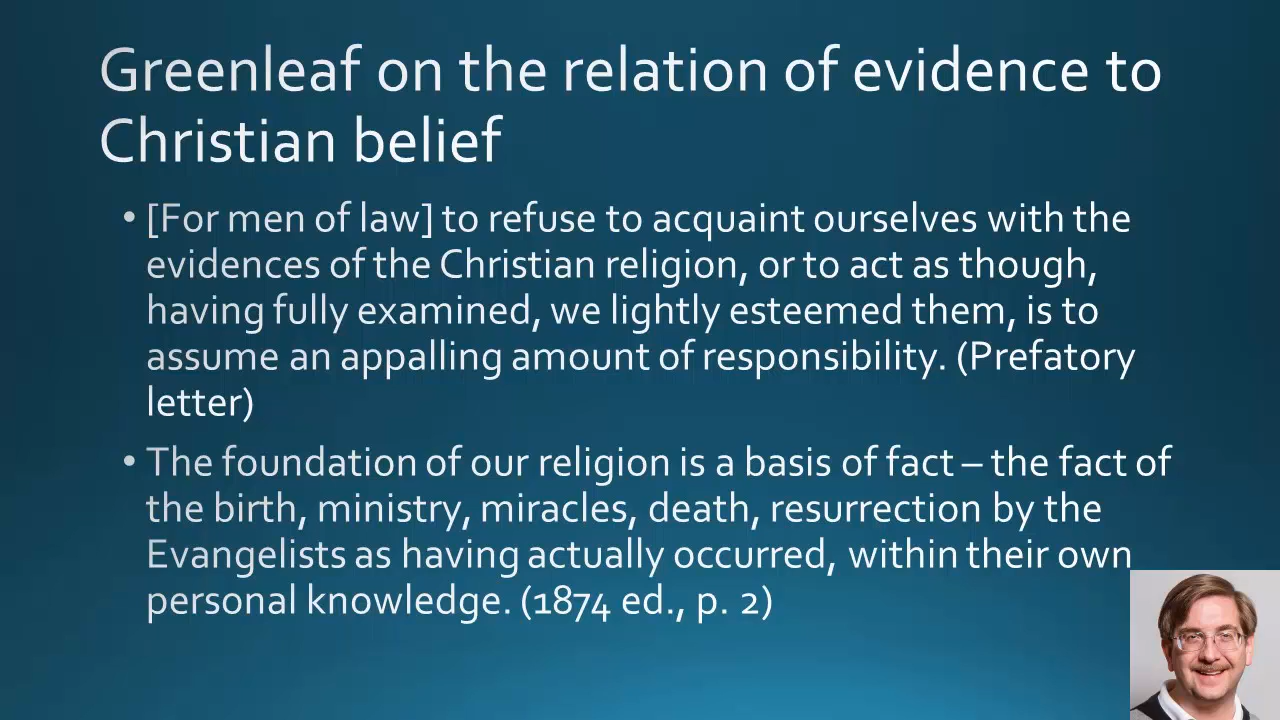 Greenleaf on the relation of evidence to
Christian belief
• [For men of law] to refuse to acquaint ourselves with the
evidences of the Christian religion, or to act as though,
having fully examined, we lightly esteemed them, is to
assume an appalling amount of responsibility. (Prefatory
letter)
• The foundation of our religion is a basis of fact – the fact of
the birth, ministry, miracles, death, resurrection by the
Evangelists as having actually occurred, within their own
personal knowledge. (1874 ed., p. 2)